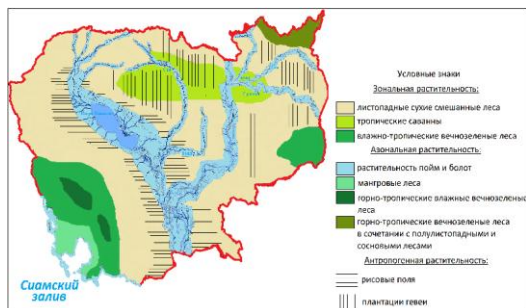 Условные знаки
Зональная растительность:
листопадные сухие смешанные леса
тропические саванны
влажно-тропические вечнозеленые леса
Азональная растительность:
растительность пойм и болот
мангровые леса
горно-тропические влажные вечнозеленые
леса
горно-тропические вечнозеленые леса
в сочетании с полулистопадными и
сосновыми лесами
Антропогенная растительность:
рисовые поля
плантации гевеи
Сиамский
залив